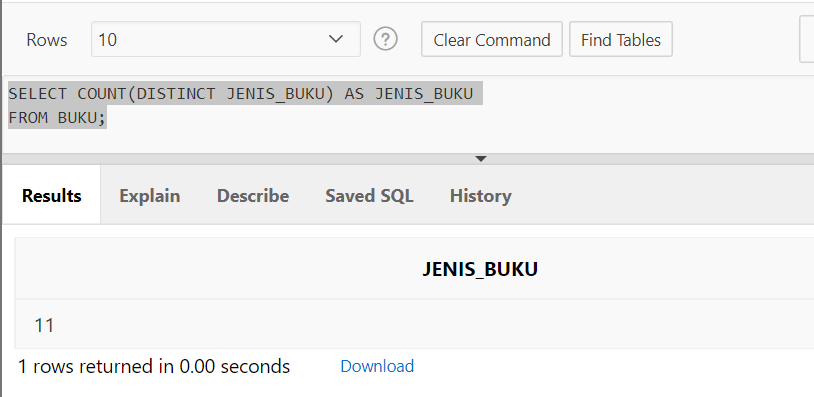 Rows 10 ? Clear Command Find Tables
SELECT COUNT(DISTINCT JENIS_BUKU) AS JENIS_BUKU
FROM BUKU;
Results Explain Describe Saved SQL History
JENIS_BUKU
11
1 rows returned in 0.00 seconds Download